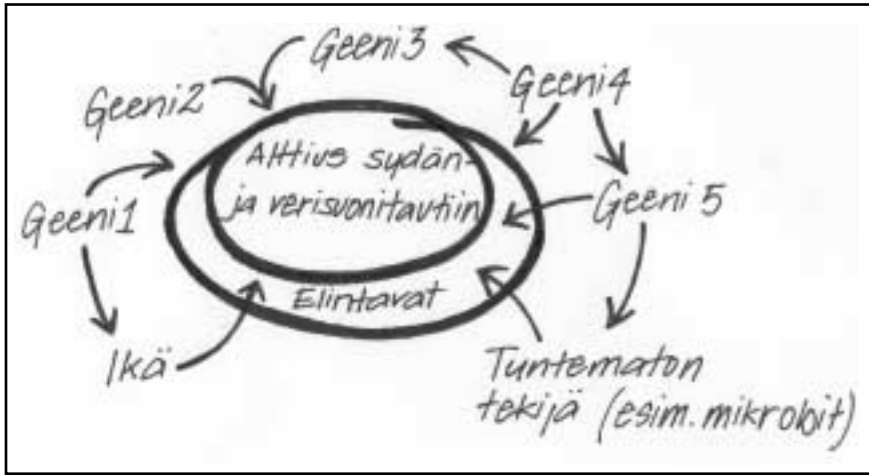 Geeni3
Geeni4
Geeni2
Alttius sydän-
ja verisuonitautiin
Geeni1
Geeni 5
Elintavat
Ikä
Tuntematon
tekijä (esim. mikrobit)